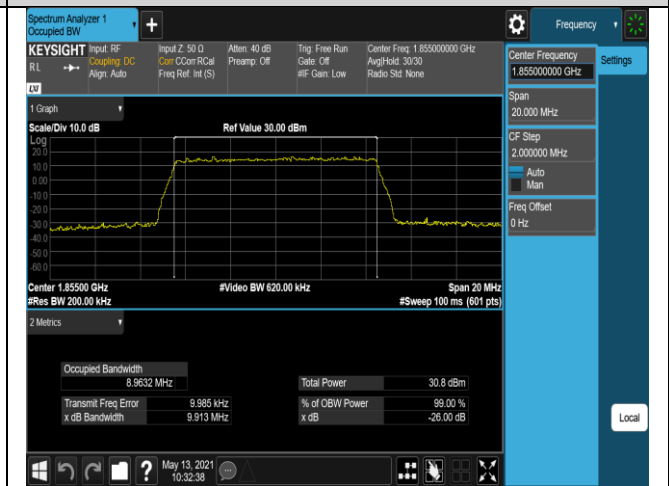 Spectrum Analyzer 1
Occupied BW
Frequency
KEYSIGHT
RL
LXI
Input: RF
Coupling: DC
Align: Auto
Input Z: 50 Ω
Corr CCorr RCal
Freq Ref: Int (S)
Atten: 40 dB
Preamp: Off
Trig: Free Run
Gate: Off
#IF Gain: Low
Center Freq: 1.855000000 GHz
Avg|Hold: 30/30
Radio Std: None
Center Frequency
1.855000000 GHz
Settings
Span
20.000 MHz
CF Step
2.000000 MHz
Auto
Man
Freq Offset
0 Hz
1 Graph
Scale/Div 10.0 dB
Ref Value 30.00 dBm
Log
20.0
10.0
0.00
-10.0
-20.0
-30.0
-40.0
-50.0
-60.0
Center 1.85500 GHz
#Video BW 620.00 kHz
Span 20 MHz
#Res BW 200.00 kHz
#Sweep 100 ms (601 pts)
2 Metrics
Occupied Bandwidth
8.9632 MHz
Total Power 30.8 dBm
Transmit Freq Error 9.985 kHz
% of OBW Power 99.00 %
x dB Bandwidth 9.913 MHz
x dB -26.00 dB
Local
?
May 13, 2021
10:32:38